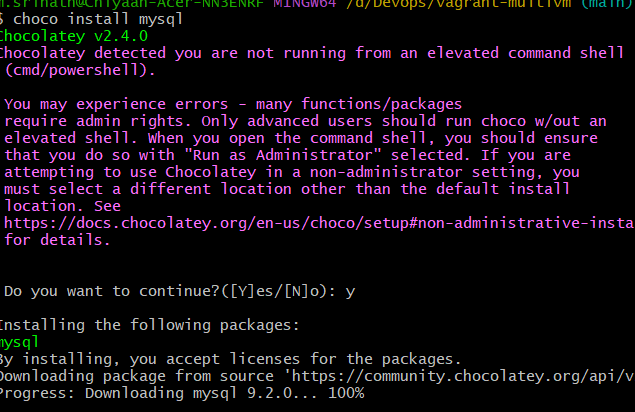 M.srinath@Chiyaan-Acer-NN3ENRF MINGW64 /d/Devops/vagrant-multivm (main)
$ choco install mysql
Chocolatey v2.4.0
Chocolatey detected you are not running from an elevated command shell
(cmd/powershell).
You may experience errors - many functions/packages
require admin rights. Only advanced users should run choco w/out an
elevated shell. When you open the command shell, you should ensure
that you do so with "Run as Administrator" selected. If you are
attempting to use Chocolatey in a non-administrator setting, you
must select a different location other than the default install
location. See
https://docs.chocolatey.org/en-us/choco/setup#non-administrative-insta
for details.
Do you want to continue?([Y]es/[N]o): y
Installing the following packages:
mysql
By installing, you accept licenses for the packages.
Downloading package from source 'https://community.chocolatey.org/api/v
Progress: Downloading mysql 9.2.0... 100%